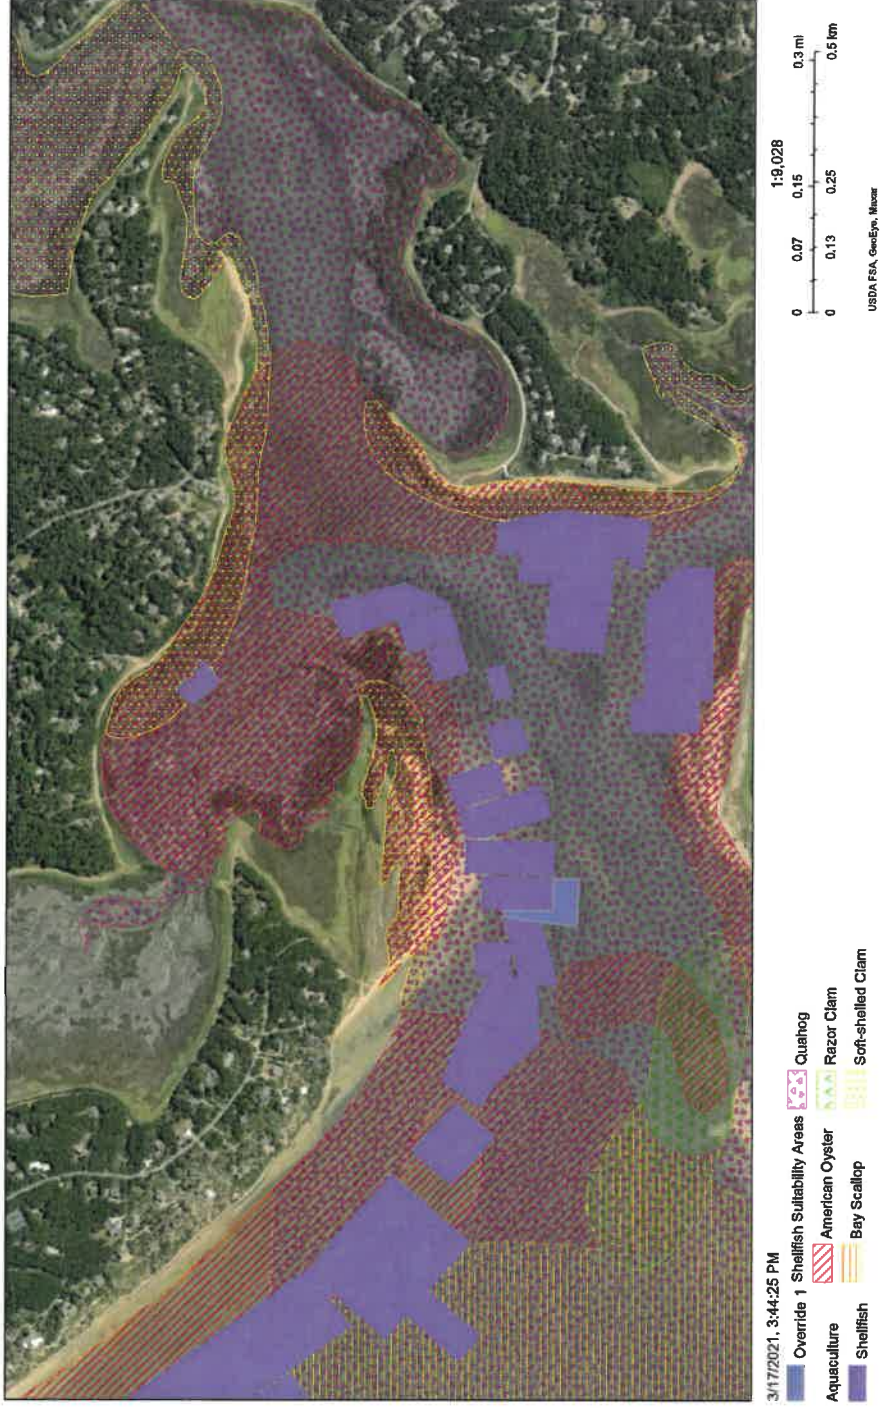 3/17/2021, 3:44:25 PM
Override 1
Aquaculture
Shellfish
Shellfish Suitability Areas
American Oyster
Bay Scallop
Quahog
Razor Clam
Soft-shelled Clam
1:9,028
0 0.07 0.15 0.3 mi
0 0.13 0.25 0.5 km
USDA FSA, GeoEye, Maxar